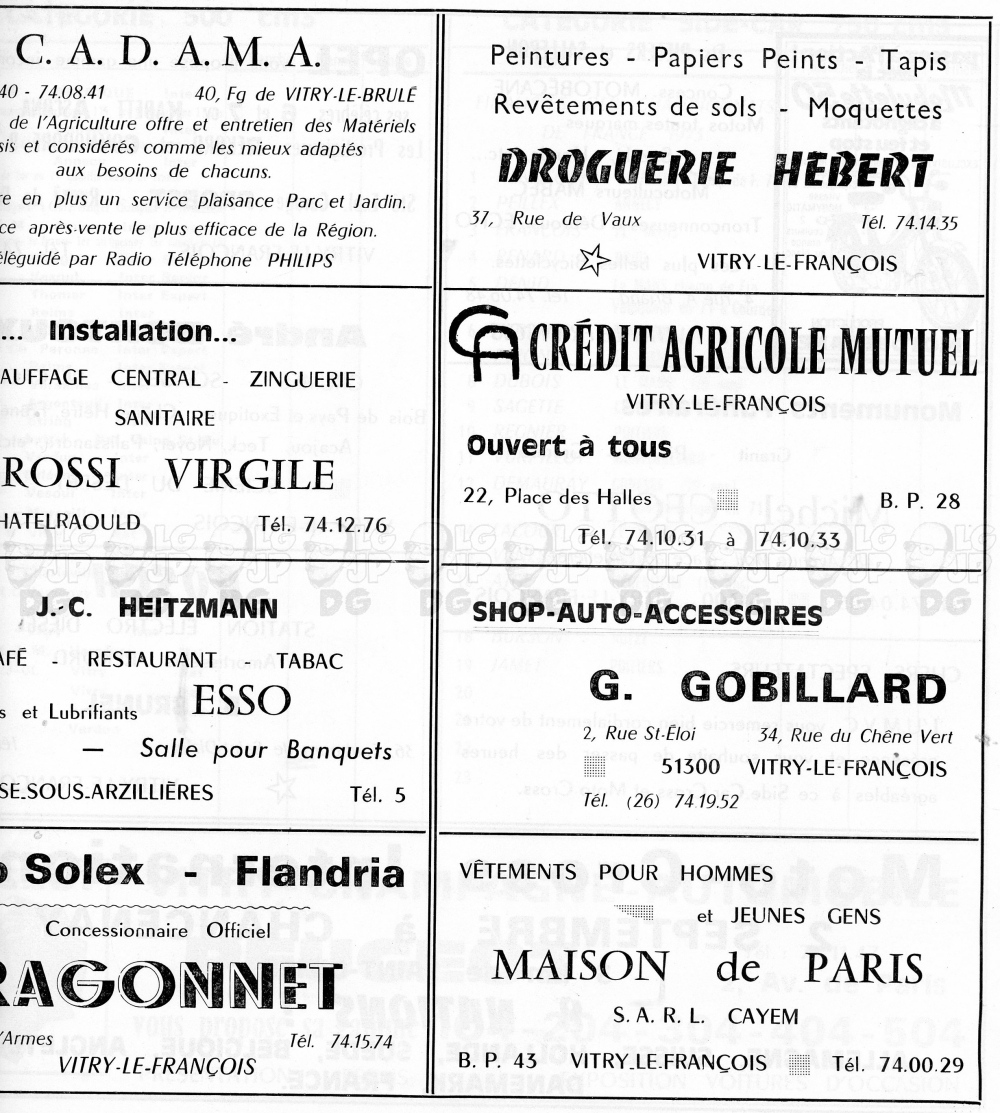 C. A. D. A. M. A.
40 - 74.08.41 40, Fg de VITRY-LE-BRULÉ
de l'Agriculture offre et entretien des Matériels
sis et considérés comme les mieux adaptés
aux besoins de chacuns.
re en plus un service plaisance Parc et Jardin.
ce après-vente le plus efficace de la Région.
éléguidé par Radio Téléphone PHILIPS
... Installation...
AUFFAGE CENTRAL - ZINGUERIE
SANITAIRE
ROSSI VIRGILE
HATELRAOULD Tél. 74.12.76
J.-C. HEITZMANN
AFÉ - RESTAURANT - TABAC
s et Lubrifiants ESSO
— Salle pour Banquets
SE-SOUS-ARZILLIÈRES Tél. 5
o Solex - Flandria
Concessionnaire Officiel
RAGONNET
'Armes Tél. 74.15.74
VITRY-LE-FRANÇOIS
Peintures - Papiers Peints - Tapis
Revêtements de sols - Moquettes
DROGUERIE HEBERT
37, Rue de Vaux Tél. 74.14.35
VITRY-LE-FRANÇOIS
CA CRÉDIT AGRICOLE MUTUEL
VITRY-LE-FRANÇOIS
Ouvert à tous
22, Place des Halles B. P. 28
Tél. 74.10.31 à 74.10.33
LG JP DG
SHOP-AUTO-ACCESSOIRES
G. GOBILLARD
2, Rue St-Éloi 34, Rue du Chêne Vert
51300 VITRY-LE-FRANÇOIS
Tél. (26) 74.19.52
VÊTEMENTS POUR HOMMES
et JEUNES GENS
MAISON de PARIS
S. A. R. L. CAYEM
B. P. 43 VITRY-LE-FRANÇOIS Tél. 74.00.29